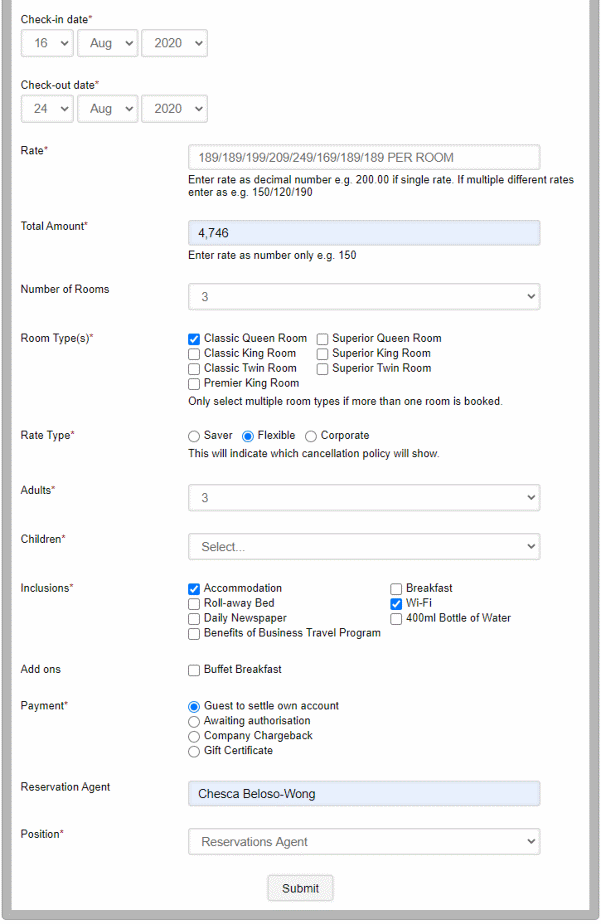 Check-in date*
16 Aug 2020
Check-out date*
24 Aug 2020
Rate*
189/189/199/209/249/169/189/189 PER ROOM
Enter rate as decimal number e.g. 200.00 if single rate. If multiple different rates
enter as e.g. 150/120/190
Total Amount*
4,746
Enter rate as number only e.g. 150
Number of Rooms
3
Room Type(s)*
Classic Queen Room Superior Queen Room
Classic King Room Superior King Room
Classic Twin Room Superior Twin Room
Premier King Room
Only select multiple room types if more than one room is booked.
Rate Type*
Saver Flexible Corporate
This will indicate which cancellation policy will show.
Adults*
3
Children*
Select...
Inclusions*
Accommodation Breakfast
Roll-away Bed Wi-Fi
Daily Newspaper 400ml Bottle of Water
Benefits of Business Travel Program
Add ons
Buffet Breakfast
Payment*
Guest to settle own account
Awaiting authorisation
Company Chargeback
Gift Certificate
Reservation Agent
Chesca Beloso-Wong
Position*
Reservations Agent
Submit